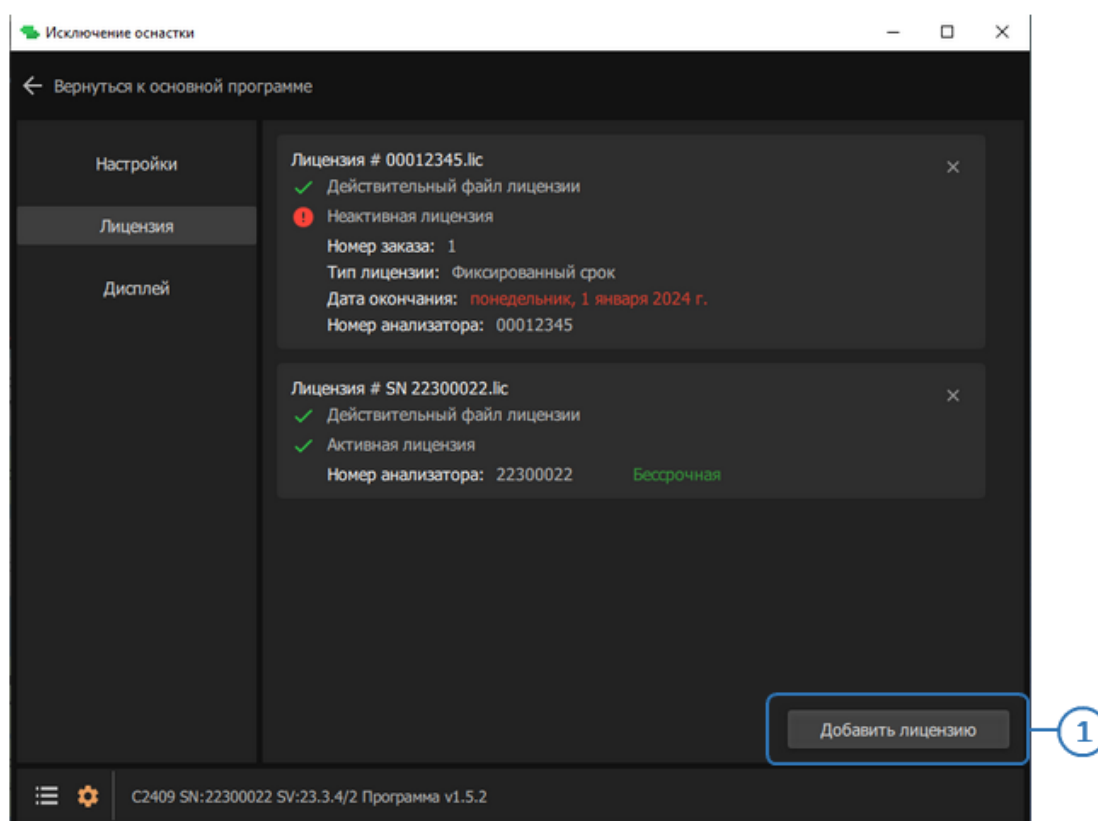 Исключение оснастки
Вернуться к основной программе
Настройки
Лицензия
Дисплей
Лицензия # 00012345.lic
Действительный файл лицензии
Неактивная лицензия
Номер заказа: 1
Тип лицензии: Фиксированный срок
Дата окончания: понедельник, 1 января 2024 г.
Номер анализатора: 00012345
Лицензия # SN 22300022.lic
Действительный файл лицензии
Активная лицензия
Номер анализатора: 22300022 Бессрочная
Добавить лицензию
1
C2409 SN:22300022 SV:23.3.4/2 Программа v1.5.2